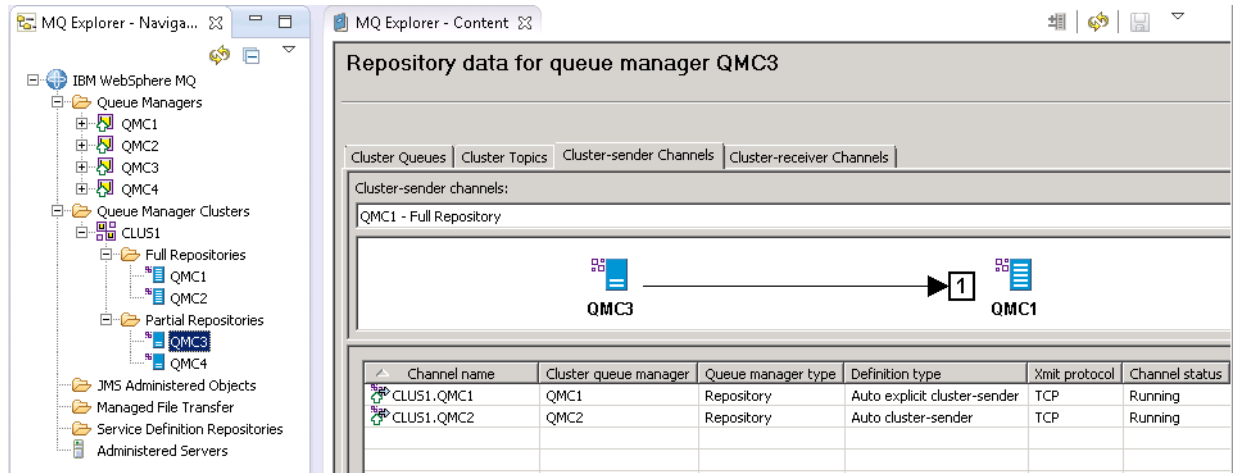 MQ Explorer - Naviga...
IBM WebSphere MQ
Queue Managers
QMC1
QMC2
QMC3
QMC4
Queue Manager Clusters
CLUS1
Full Repositories
QMC1
QMC2
Partial Repositories
QMC3
QMC4
JMS Administered Objects
Managed File Transfer
Service Definition Repositories
Administered Servers
MQ Explorer - Content
Repository data for queue manager QMC3
Cluster Queues Cluster Topics Cluster-sender Channels Cluster-receiver Channels
Cluster-sender channels:
QMC1 - Full Repository
1
QMC3 QMC1
Channel name Cluster queue manager Queue manager type Definition type Xmit protocol Channel status
CLUS1.QMC1 QMC1 Repository Auto explicit cluster-sender TCP Running
CLUS1.QMC2 QMC2 Repository Auto cluster-sender TCP Running